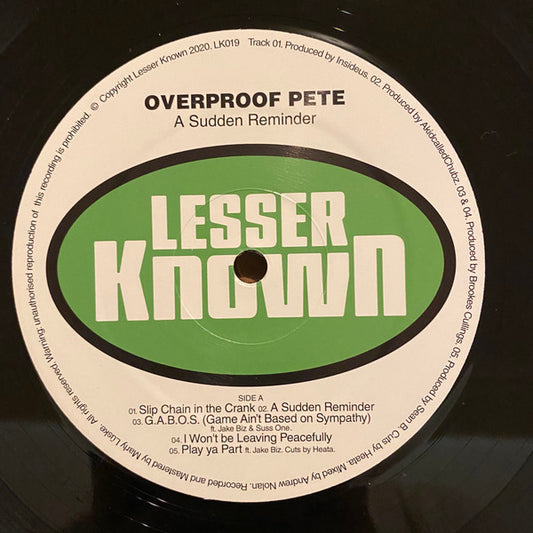 OVERPROOF PETE
A Sudden Reminder
LESSER
KNOWN
SIDE A
01. Slip Chain in the Crank 02. A Sudden Reminder
03. G.A.B.O.S. (Game Ain't Based on Sympathy)
ft. Jake Biz & Suss One.
04. I Won't be Leaving Peacefully
05. Play ya Part ft. Jake Biz. Cuts by Heata.
© Copyright Lesser Known 2020. LK019 Track 01. Produced by Insideus. 02. Produced by AkidcalledChubz. 03 & 04. Produced by Brookes Cullings. 05. Produced by Sean B. Cuts by Heata. Mixed by Andrew Nolan. Recorded and Mastered by Marly Lüske. All rights reserved. Warning: unauthorised reproduction of this recording is prohibited.